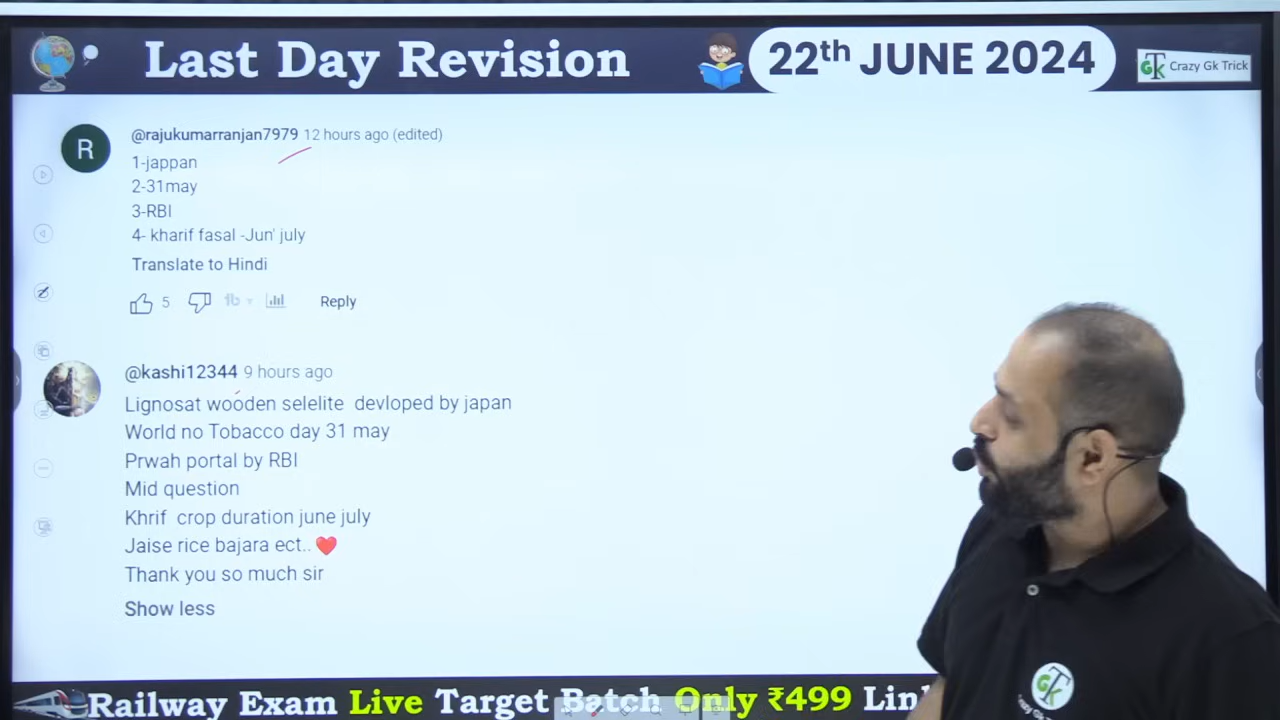 Last Day Revision
22th JUNE 2024
GTK Crazy Gk Trick
R
@rajukumarranjan7979 12 hours ago (edited)
1-jappan
2-31may
3-RBI
4- kharif fasal -Jun' july
Translate to Hindi
5 Reply
@kashi12344 9 hours ago
Lignosat wooden selelite devloped by japan
World no Tobacco day 31 may
Prwah portal by RBI
Mid question
Khrif crop duration june july
Jaise rice bajara ect..❤️
Thank you so much sir
Show less
Railway Exam Live Target Batch Only ₹499 Lin
GTK